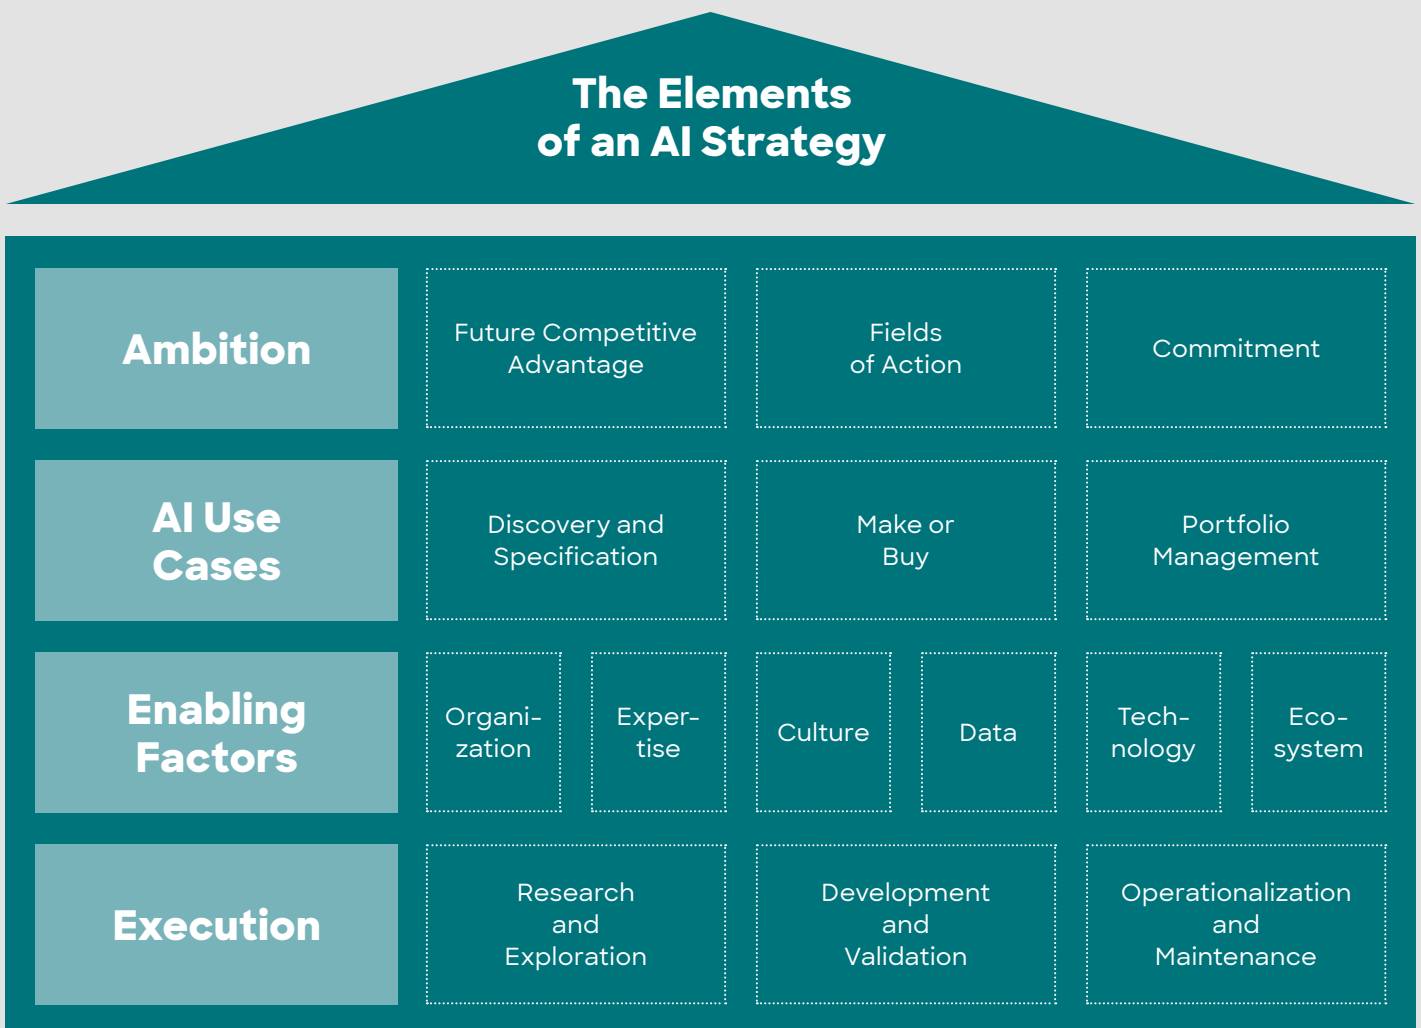 The Elements
of an AI Strategy
Ambition
Future Competitive
Advantage
Fields
of Action
Commitment
AI Use
Cases
Discovery and
Specification
Make or
Buy
Portfolio
Management
Enabling
Factors
Organi-
zation
Exper-
tise
Culture
Data
Tech-
nology
Eco-
system
Execution
Research
and
Exploration
Development
and
Validation
Operationalization
and
Maintenance